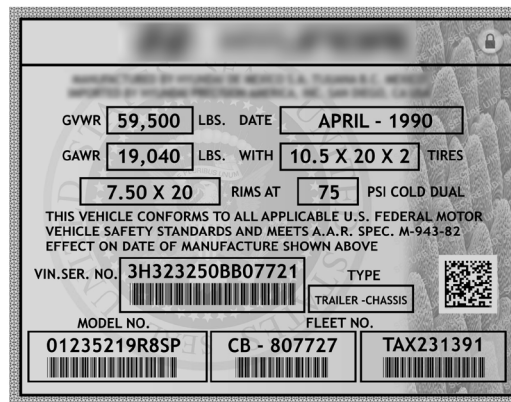 GVWR 59,500 LBS. DATE APRIL - 1990
GAWR 19,040 LBS. WITH 10.5 X 20 X 2 TIRES
7.50 X 20 RIMS AT 75 PSI COLD DUAL
THIS VEHICLE CONFORMS TO ALL APPLICABLE U.S. FEDERAL MOTOR
VEHICLE SAFETY STANDARDS AND MEETS A.A.R. SPEC. M-943-82
EFFECT ON DATE OF MANUFACTURE SHOWN ABOVE
VIN.SER. NO. 3H323250BB07721 TYPE
TRAILER -CHASSIS
MODEL NO. FLEET NO.
01235219R8SP CB - 807727 TAX231391